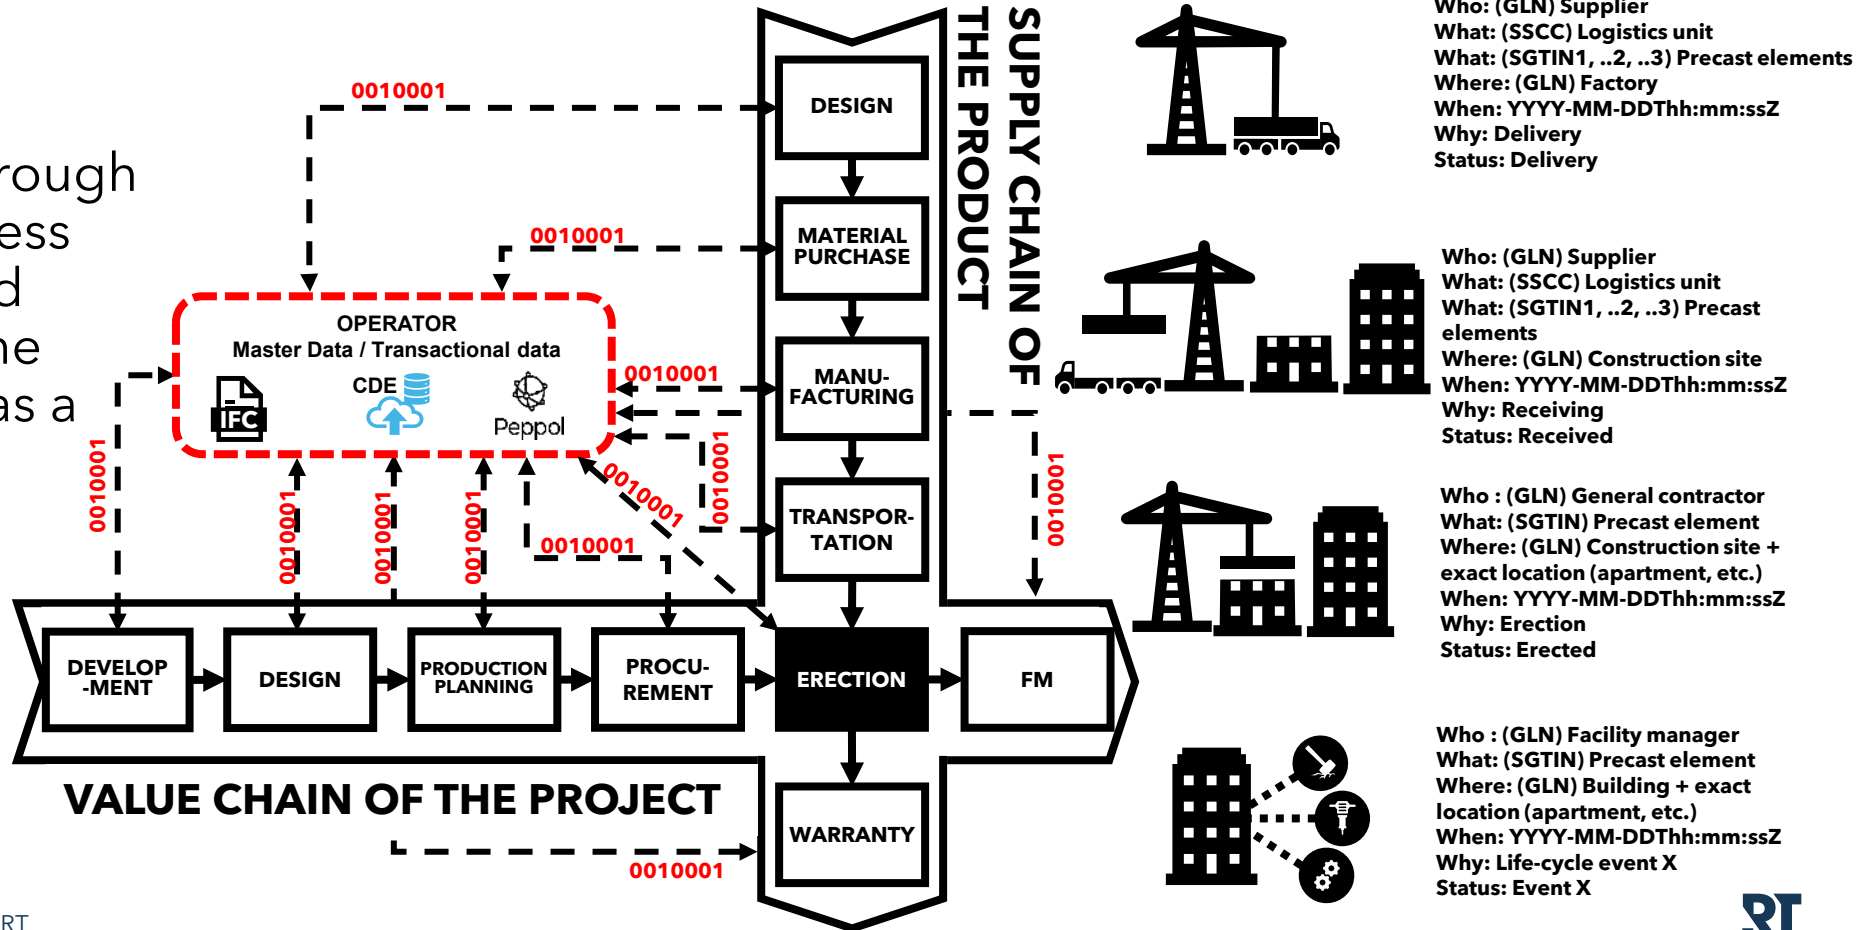 rough
ess
d
ne
as a
0010001
0010001
OPERATOR
Master Data / Transactional data
IFC
CDE
Peppol
0010001
0010001
0010001
0010001
0010001
0010001
0010001
0010001
0010001
SUPPLY CHAIN OF
THE PRODUCT
DESIGN
MATERIAL
PURCHASE
MANU-
FACTURING
TRANSPOR-
TATION
DEVELOP
-MENT
DESIGN
PRODUCTION
PLANNING
PROCU-
REMENT
ERECTION
FM
VALUE CHAIN OF THE PROJECT
0010001
WARRANTY
Who: (GLN) Supplier
What: (SSCC) Logistics unit
What: (SGTIN1, ..2, ..3) Precast elements
Where: (GLN) Factory
When: YYYY-MM-DDThh:mm:ssZ
Why: Delivery
Status: Delivery
Who: (GLN) Supplier
What: (SSCC) Logistics unit
What: (SGTIN1, ..2, ..3) Precast
elements
Where: (GLN) Construction site
When: YYYY-MM-DDThh:mm:ssZ
Why: Receiving
Status: Received
Who : (GLN) General contractor
What: (SGTIN) Precast element
Where: (GLN) Construction site +
exact location (apartment, etc.)
When: YYYY-MM-DDThh:mm:ssZ
Why: Erection
Status: Erected
Who : (GLN) Facility manager
What: (SGTIN) Precast element
Where: (GLN) Building + exact
location (apartment, etc.)
When: YYYY-MM-DDThh:mm:ssZ
Why: Life-cycle event X
Status: Event X
RT
RT